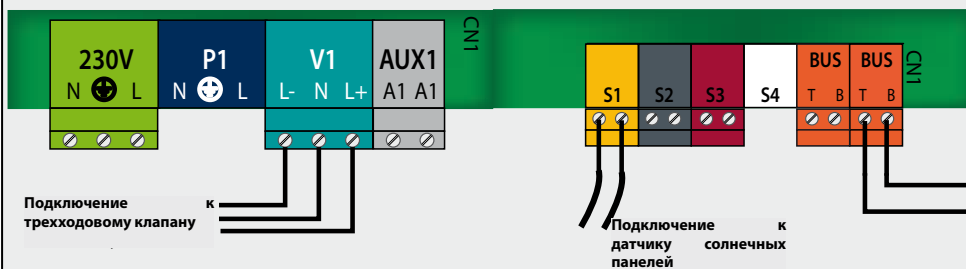 230V P1 V1 AUX1 CN1
N L N L L- N L+ A1 A1
BUS BUS CN1
S1 S2 S3 S4 T B T B
Подключение к
трехходовому клапану
Подключение к
датчику солнечных
панелей